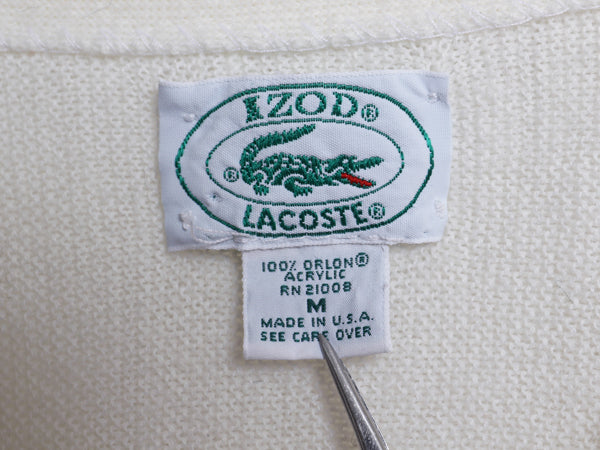 IZOD®
®
LACOSTE®
100% ORLON®
ACRYLIC
RN 21008
M
MADE IN U.S.A.
SEE CARE OVER